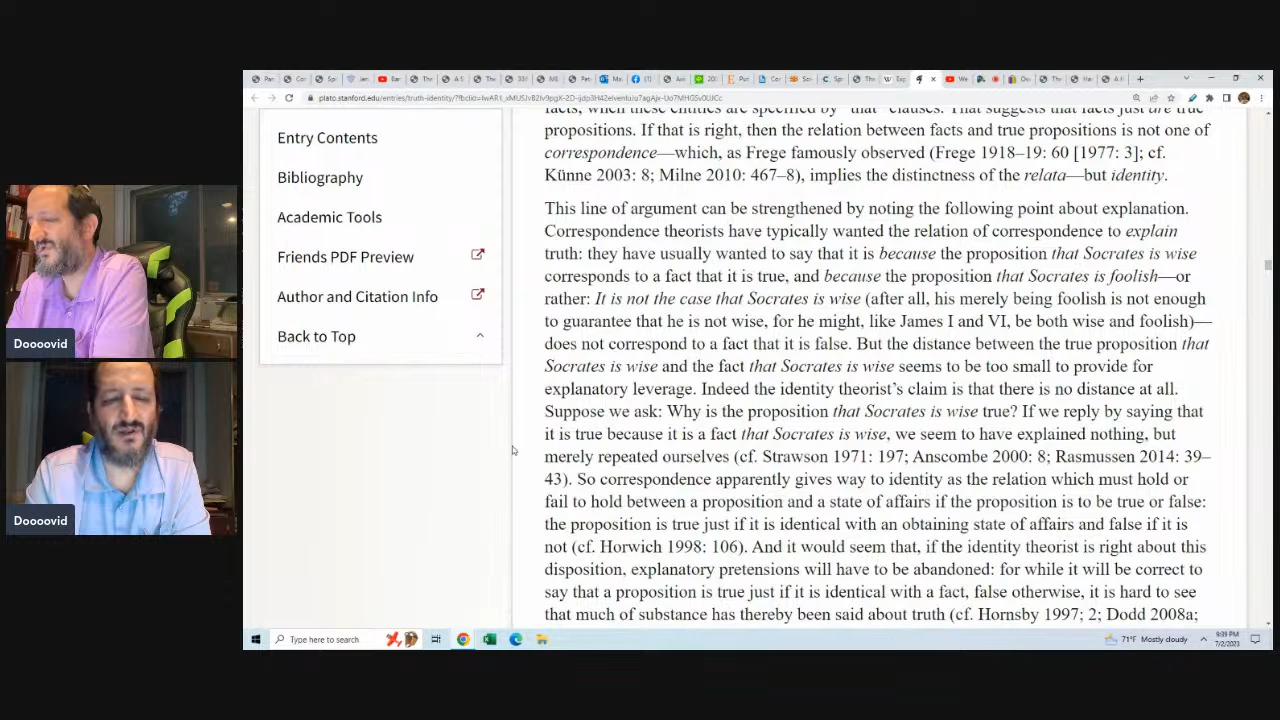 plato.stanford.edu/entries/truth-identity/
Entry Contents
Bibliography
Academic Tools
Friends PDF Preview
Author and Citation Info
Back to Top
facts, when these entities are specified by "that" clauses. That suggests that facts just are true
propositions. If that is right, then the relation between facts and true propositions is not one of
correspondence—which, as Frege famously observed (Frege 1918–19: 60 [1977: 3]; cf.
Künne 2003: 8; Milne 2010: 467–8), implies the distinctness of the relata—but identity.
This line of argument can be strengthened by noting the following point about explanation.
Correspondence theorists have typically wanted the relation of correspondence to explain
truth: they have usually wanted to say that it is because the proposition that Socrates is wise
corresponds to a fact that it is true, and because the proposition that Socrates is foolish—or
rather: It is not the case that Socrates is wise (after all, his merely being foolish is not enough
to guarantee that he is not wise, for he might, like James I and VI, be both wise and foolish)—
does not correspond to a fact that it is false. But the distance between the true proposition that
Socrates is wise and the fact that Socrates is wise seems to be too small to provide for
explanatory leverage. Indeed the identity theorist's claim is that there is no distance at all.
Suppose we ask: Why is the proposition that Socrates is wise true? If we reply by saying that
it is true because it is a fact that Socrates is wise, we seem to have explained nothing, but
merely repeated ourselves (cf. Strawson 1971: 197; Anscombe 2000: 8; Rasmussen 2014: 39–
43). So correspondence apparently gives way to identity as the relation which must hold or
fail to hold between a proposition and a state of affairs if the proposition is to be true or false:
the proposition is true just if it is identical with an obtaining state of affairs and false if it is
not (cf. Horwich 1998: 106). And it would seem that, if the identity theorist is right about this
disposition, explanatory pretensions will have to be abandoned: for while it will be correct to
say that a proposition is true just if it is identical with a fact, false otherwise, it is hard to see
that much of substance has thereby been said about truth (cf. Hornsby 1997: 2; Dodd 2008a;
Doooovid
Doooovid
Type here to search
71°F Mostly cloudy
9:39 PM
7/2/2023